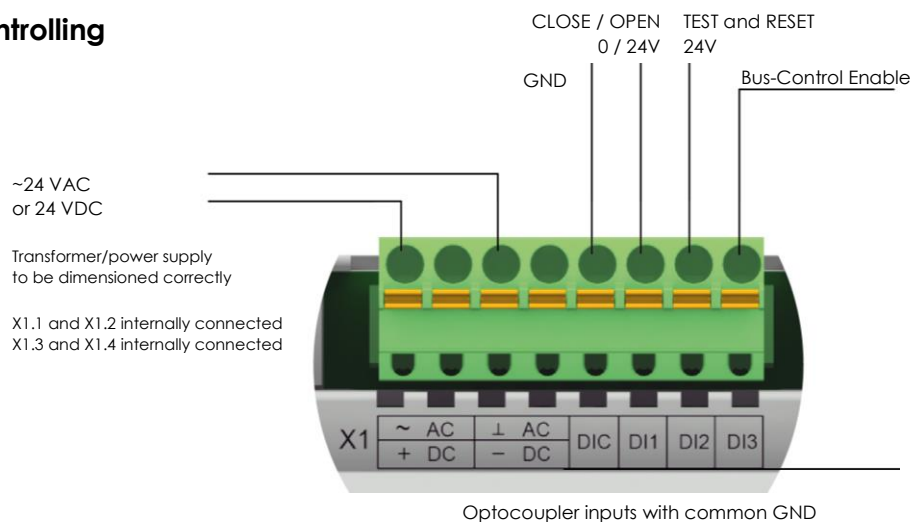 ntrolling
CLOSE / OPEN
0 / 24V
TEST and RESET
24V
GND
Bus-Control Enable
~24 VAC
or 24 VDC
Transformer/power supply
to be dimensioned correctly
X1.1 and X1.2 internally connected
X1.3 and X1.4 internally connected
X1
~ AC
+ DC
⊥ AC
− DC
DIC
DI1
DI2
DI3
Optocoupler inputs with common GND